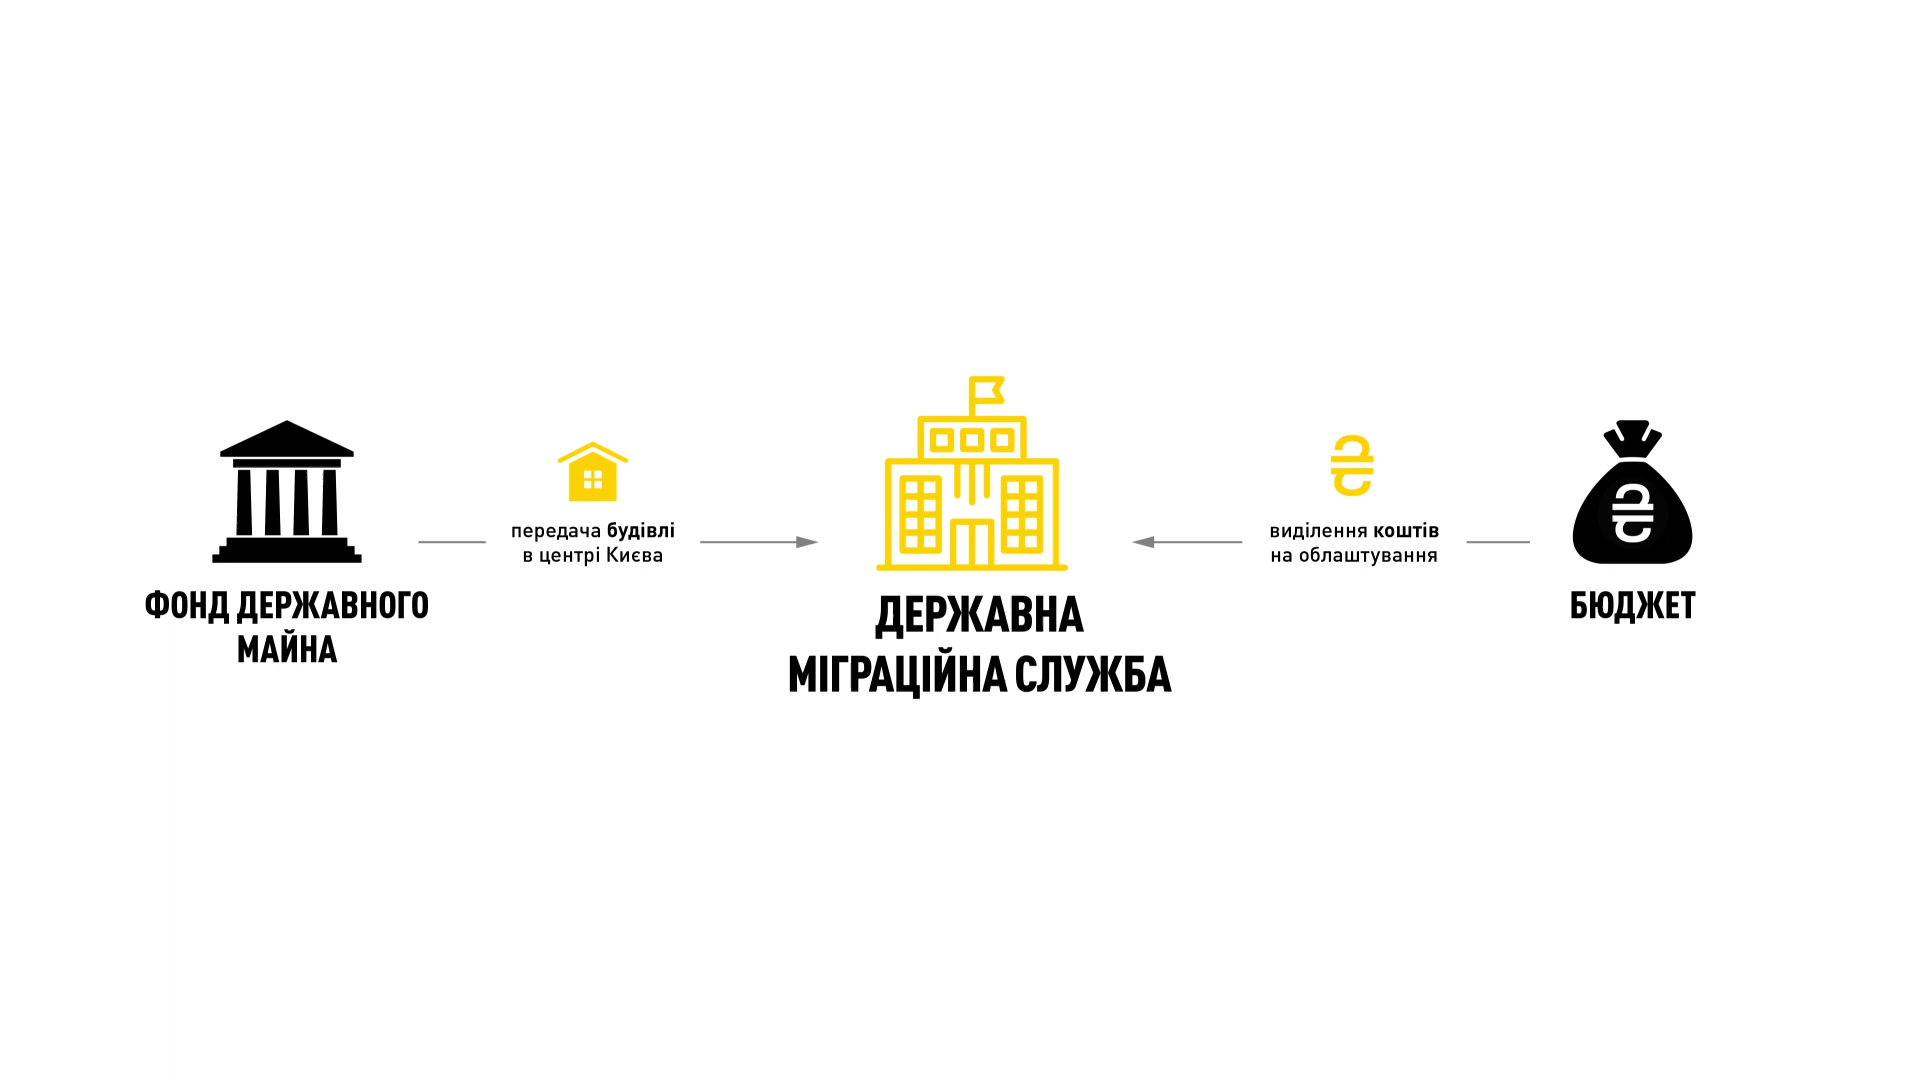 передача будівлі
в центрі Києва
виділення коштів
на облаштування
ФОНД ДЕРЖАВНОГО
МАЙНА
ДЕРЖАВНА
МІГРАЦІЙНА СЛУЖБА
БЮДЖЕТ